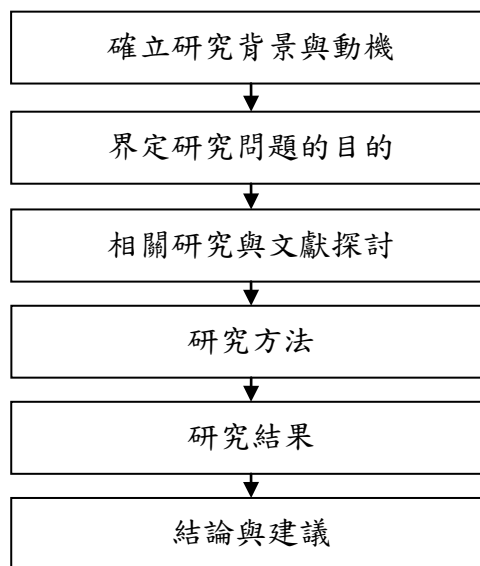 確立研究背景與動機
界定研究問題的目的
相關研究與文獻探討
研究方法
研究結果
結論與建議